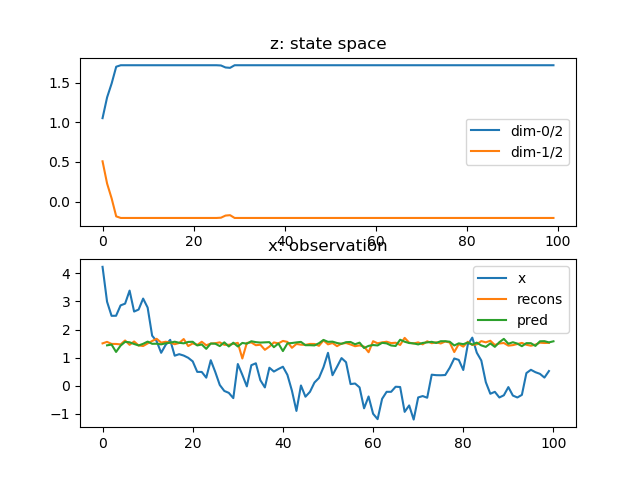 z: state space
1.5
1.0
0.5
0.0
dim-0/2
dim-1/2
0 20 40 60 80 100
x: observation
4
3
2
1
0
−1
x
recons
pred
0 20 40 60 80 100